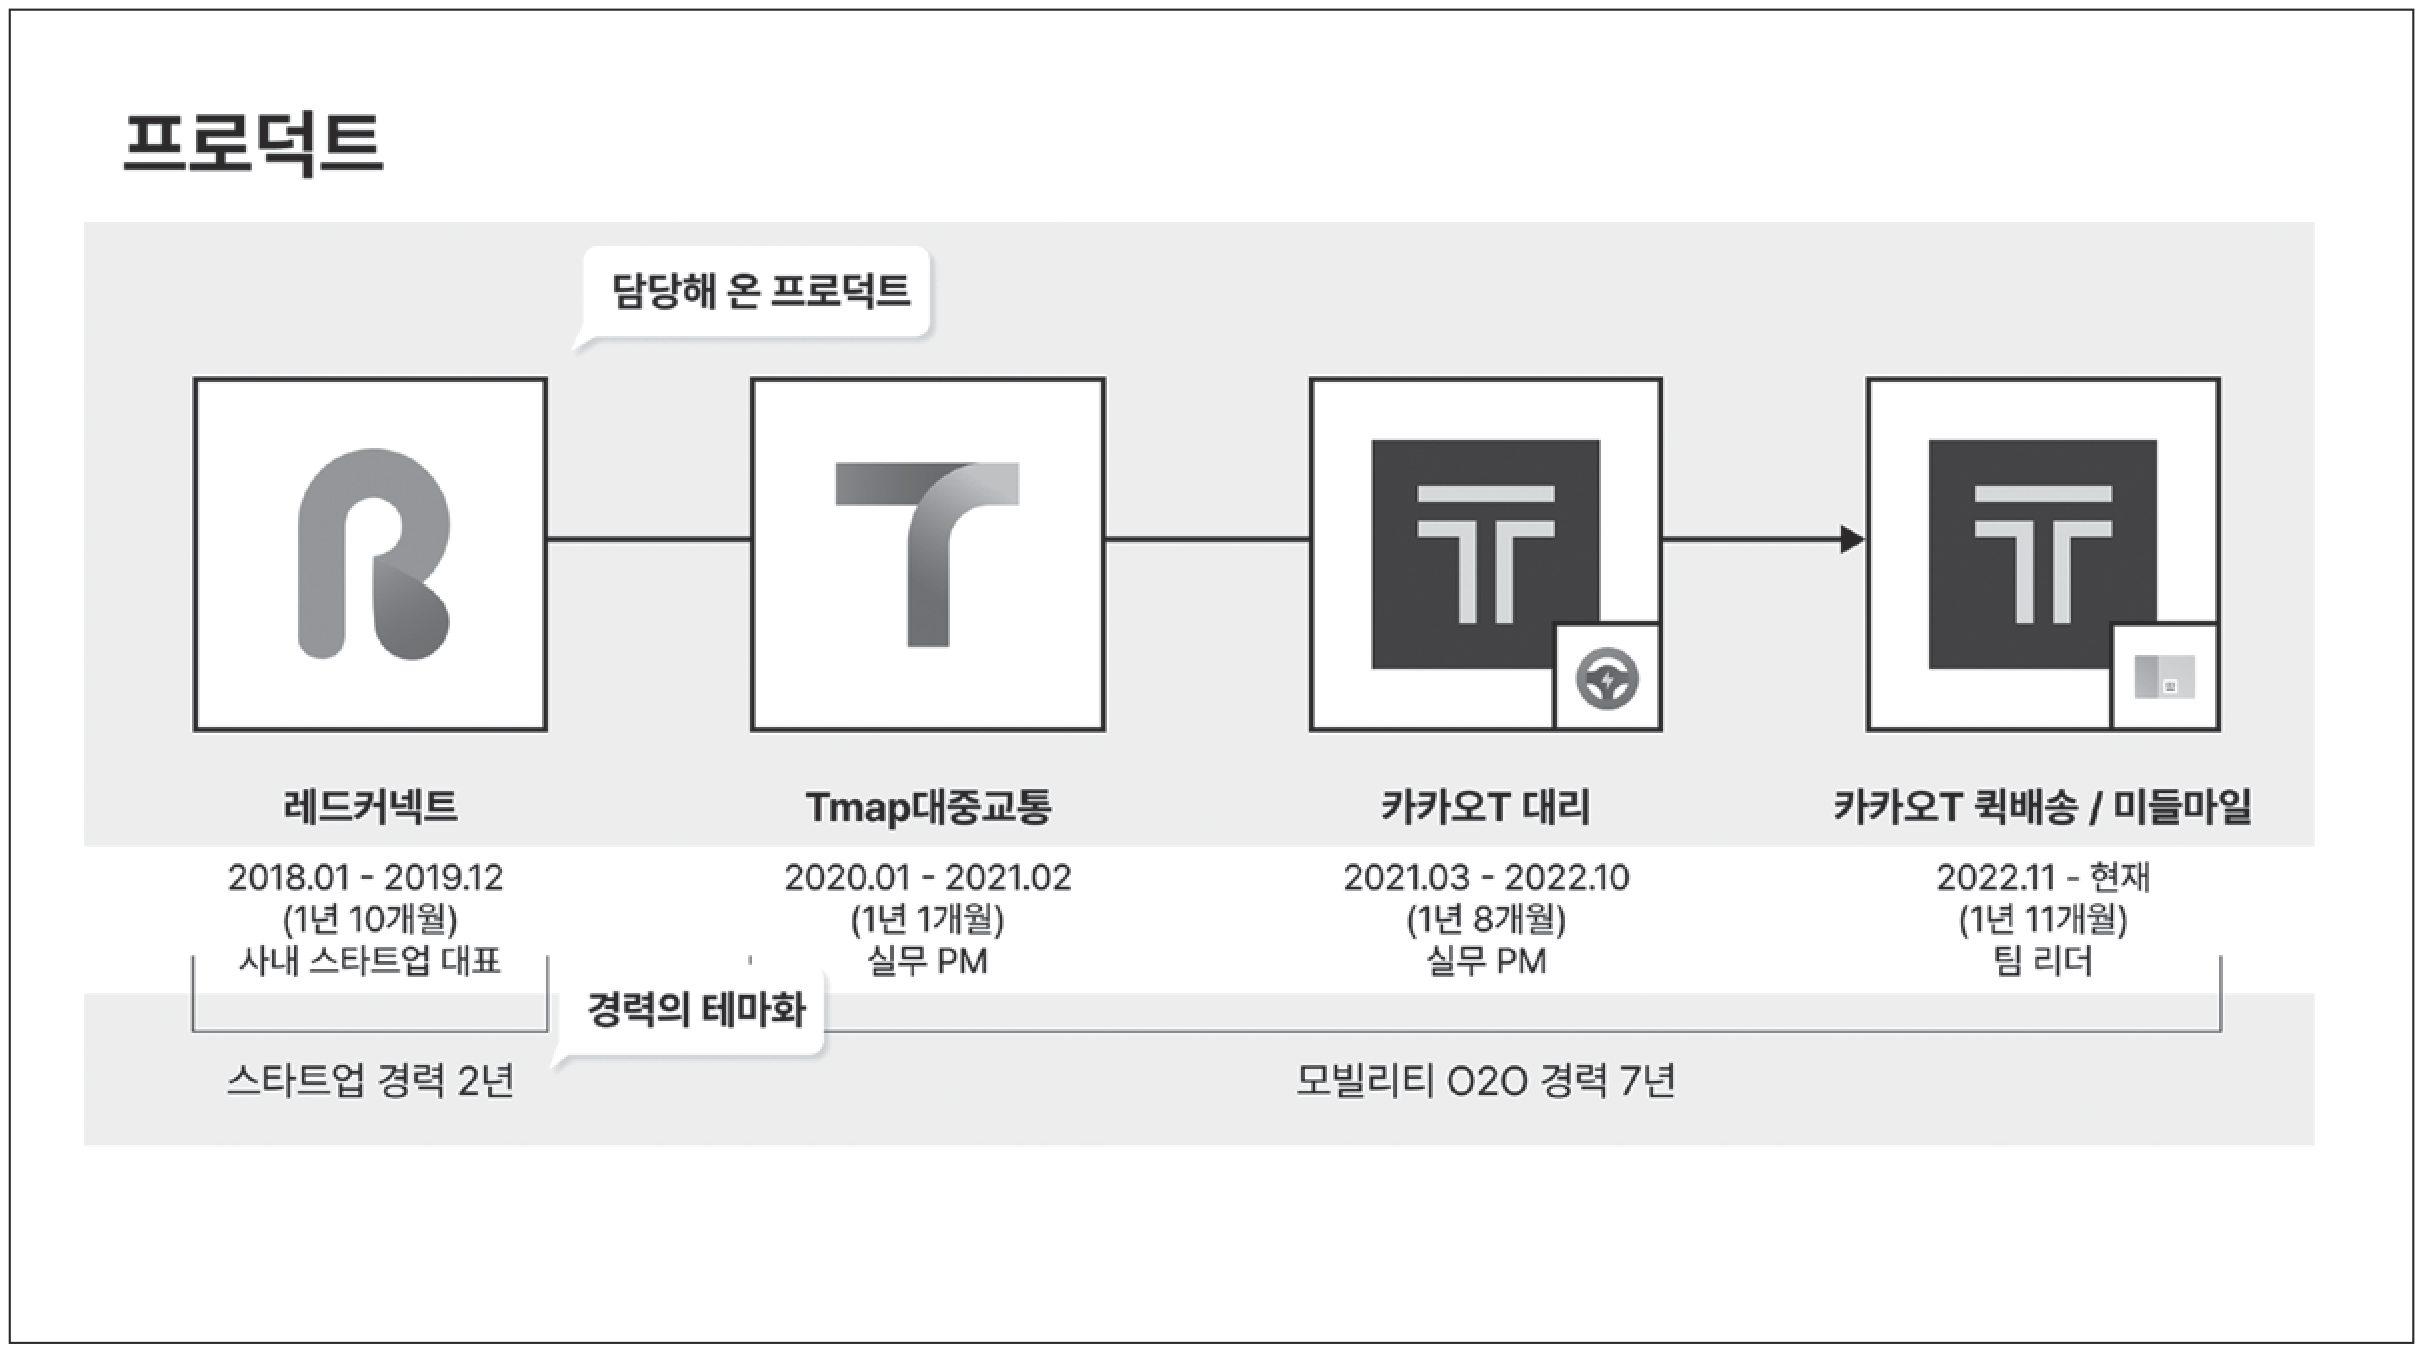 프로덕트
담당해 온 프로덕트
레드커넥트
2018.01 - 2019.12
(1년 10개월)
사내 스타트업 대표
Tmap대중교통
2020.01 - 2021.02
(1년 1개월)
실무 PM
카카오T 대리
2021.03 - 2022.10
(1년 8개월)
실무 PM
카카오T 퀵배송 / 미들마일
2022.11 - 현재
(1년 11개월)
팀 리더
경력의 테마화
스타트업 경력 2년
모빌리티 O2O 경력 7년